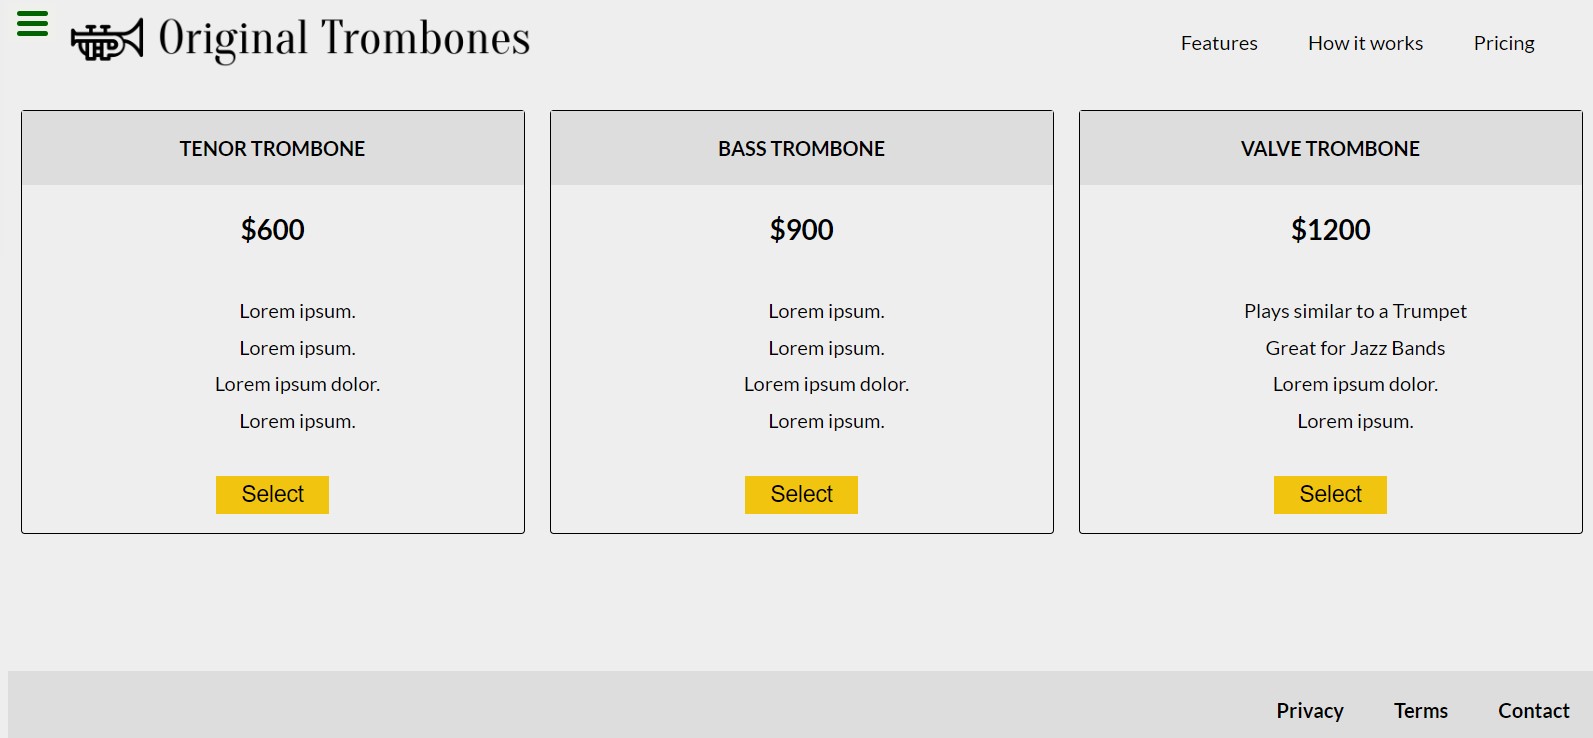 Original Trombones
Features
How it works
Pricing
TENOR TROMBONE
$600
Lorem ipsum.
Lorem ipsum.
Lorem ipsum dolor.
Lorem ipsum.
Select
BASS TROMBONE
$900
Lorem ipsum.
Lorem ipsum.
Lorem ipsum dolor.
Lorem ipsum.
Select
VALVE TROMBONE
$1200
Plays similar to a Trumpet
Great for Jazz Bands
Lorem ipsum dolor.
Lorem ipsum.
Select
Privacy
Terms
Contact